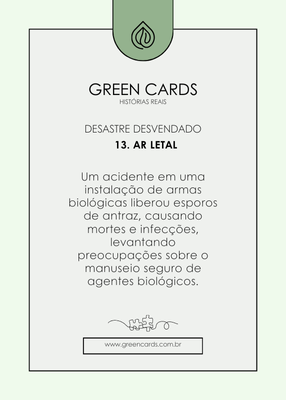 GREEN CARDS
HISTÓRIAS REAIS
DESASTRE DESVENDADO
13. AR LETAL
Um acidente em uma
instalação de armas
biológicas liberou esporos
de antraz, causando
mortes e infecções,
levantando
preocupações sobre o
manuseio seguro de
agentes biológicos.
www.greencards.com.br